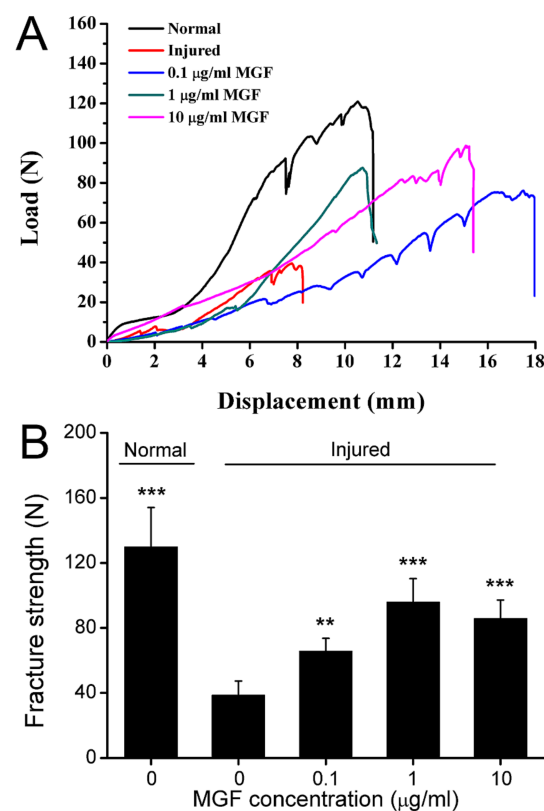 A
Normal
Injured
0.1 μg/ml MGF
1 μg/ml MGF
10 μg/ml MGF
Load (N)
160
140
120
100
80
60
40
20
0
0 2 4 6 8 10 12 14 16 18
Displacement (mm)
B
Normal Injured
Fracture strength (N)
200
160
120
80
40
0
***
**
***
***
0 0 0.1 1 10
MGF concentration (μg/ml)